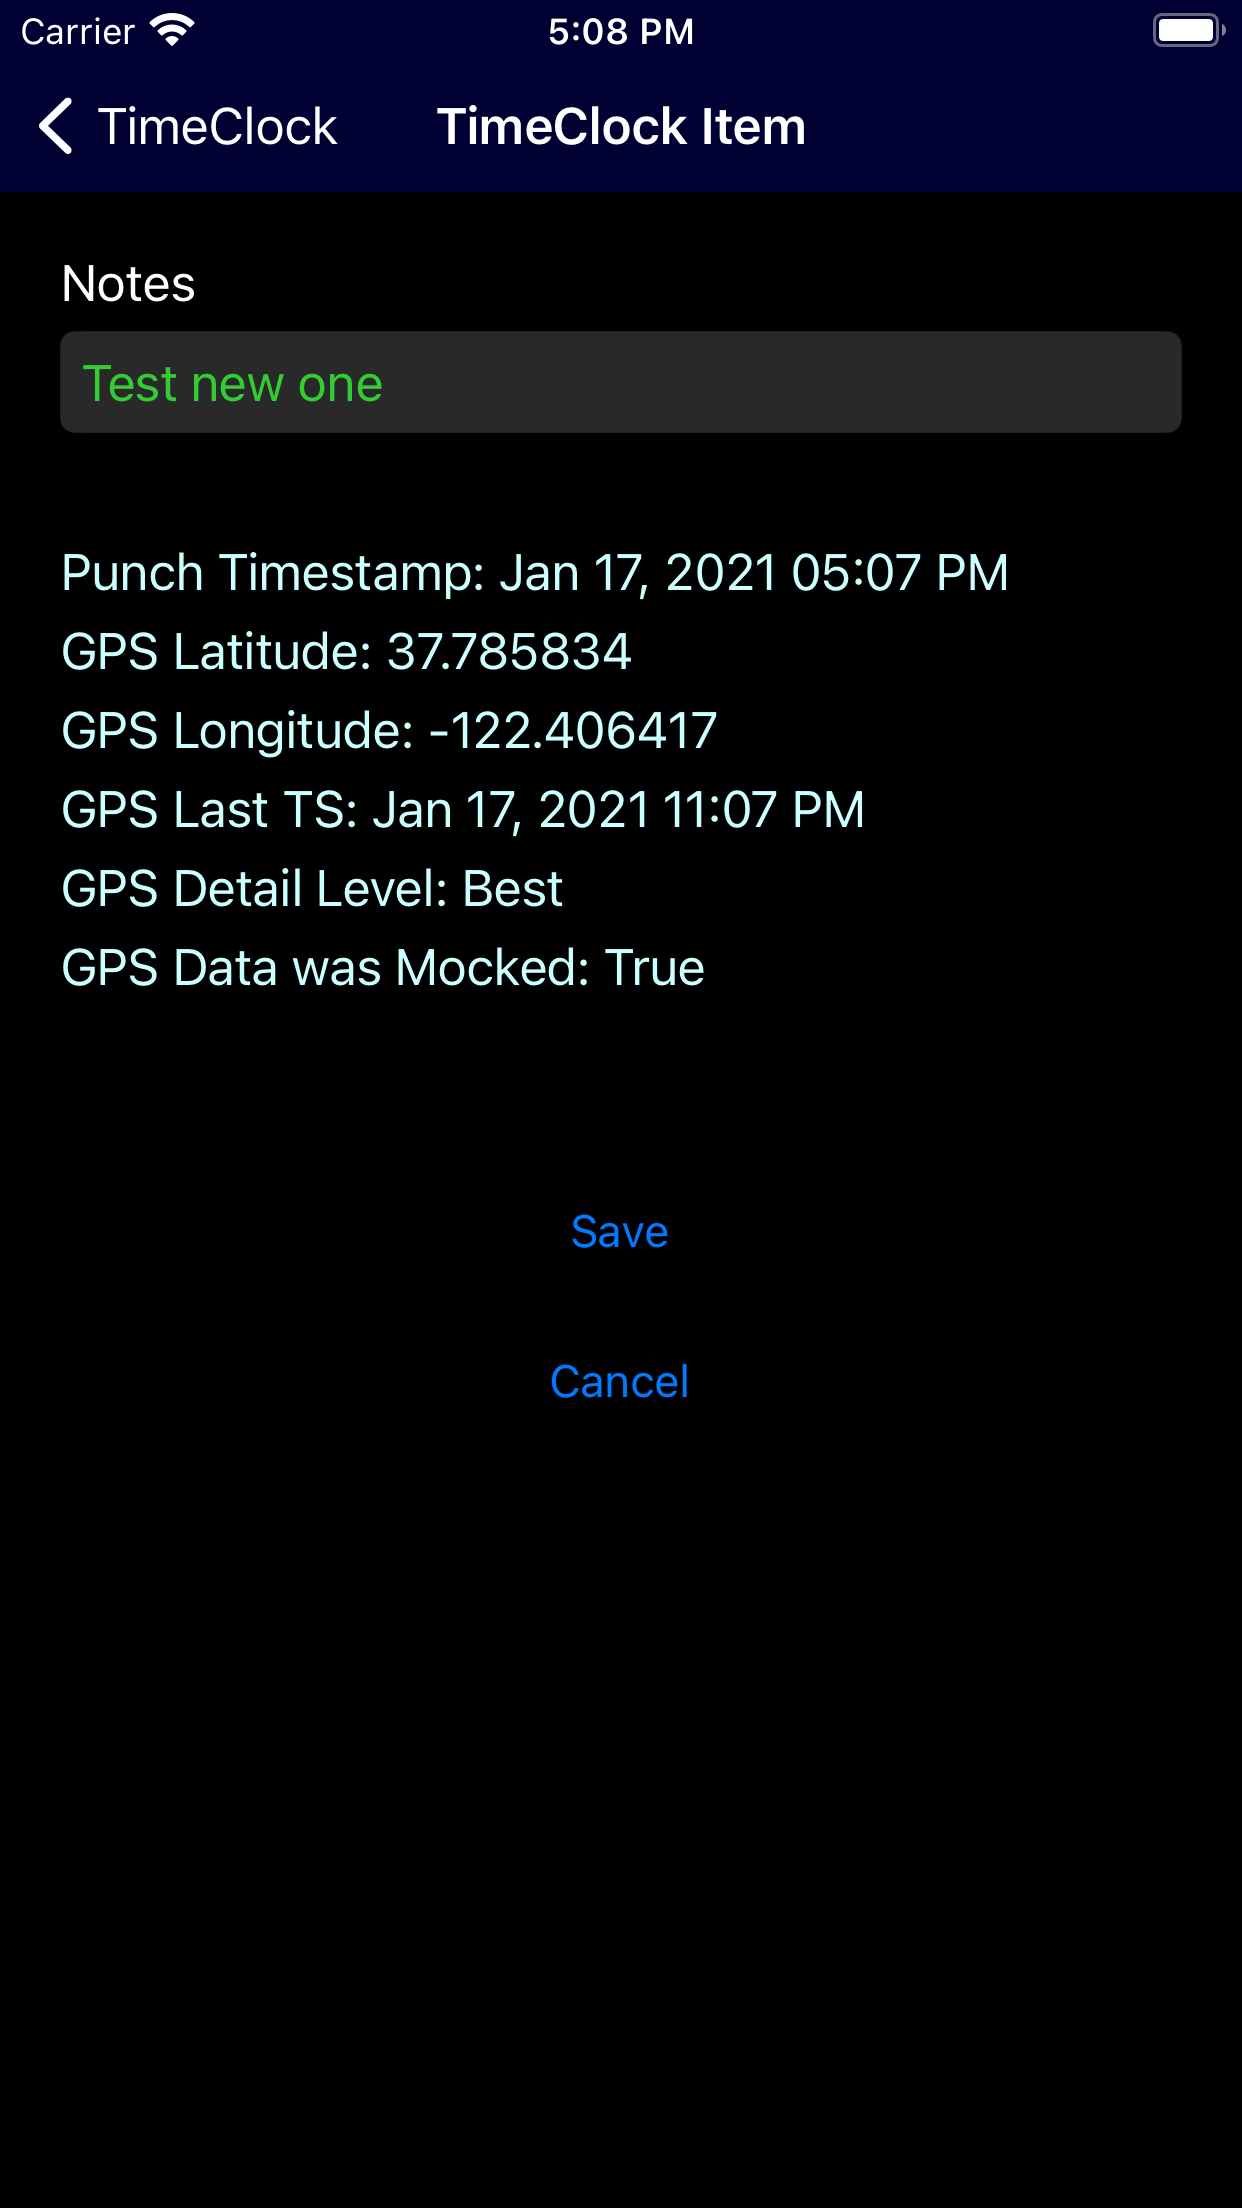 Carrier 5:08 PM
TimeClock TimeClock Item
Notes
Test new one
Punch Timestamp: Jan 17, 2021 05:07 PM
GPS Latitude: 37.785834
GPS Longitude: -122.406417
GPS Last TS: Jan 17, 2021 11:07 PM
GPS Detail Level: Best
GPS Data was Mocked: True
Save
Cancel